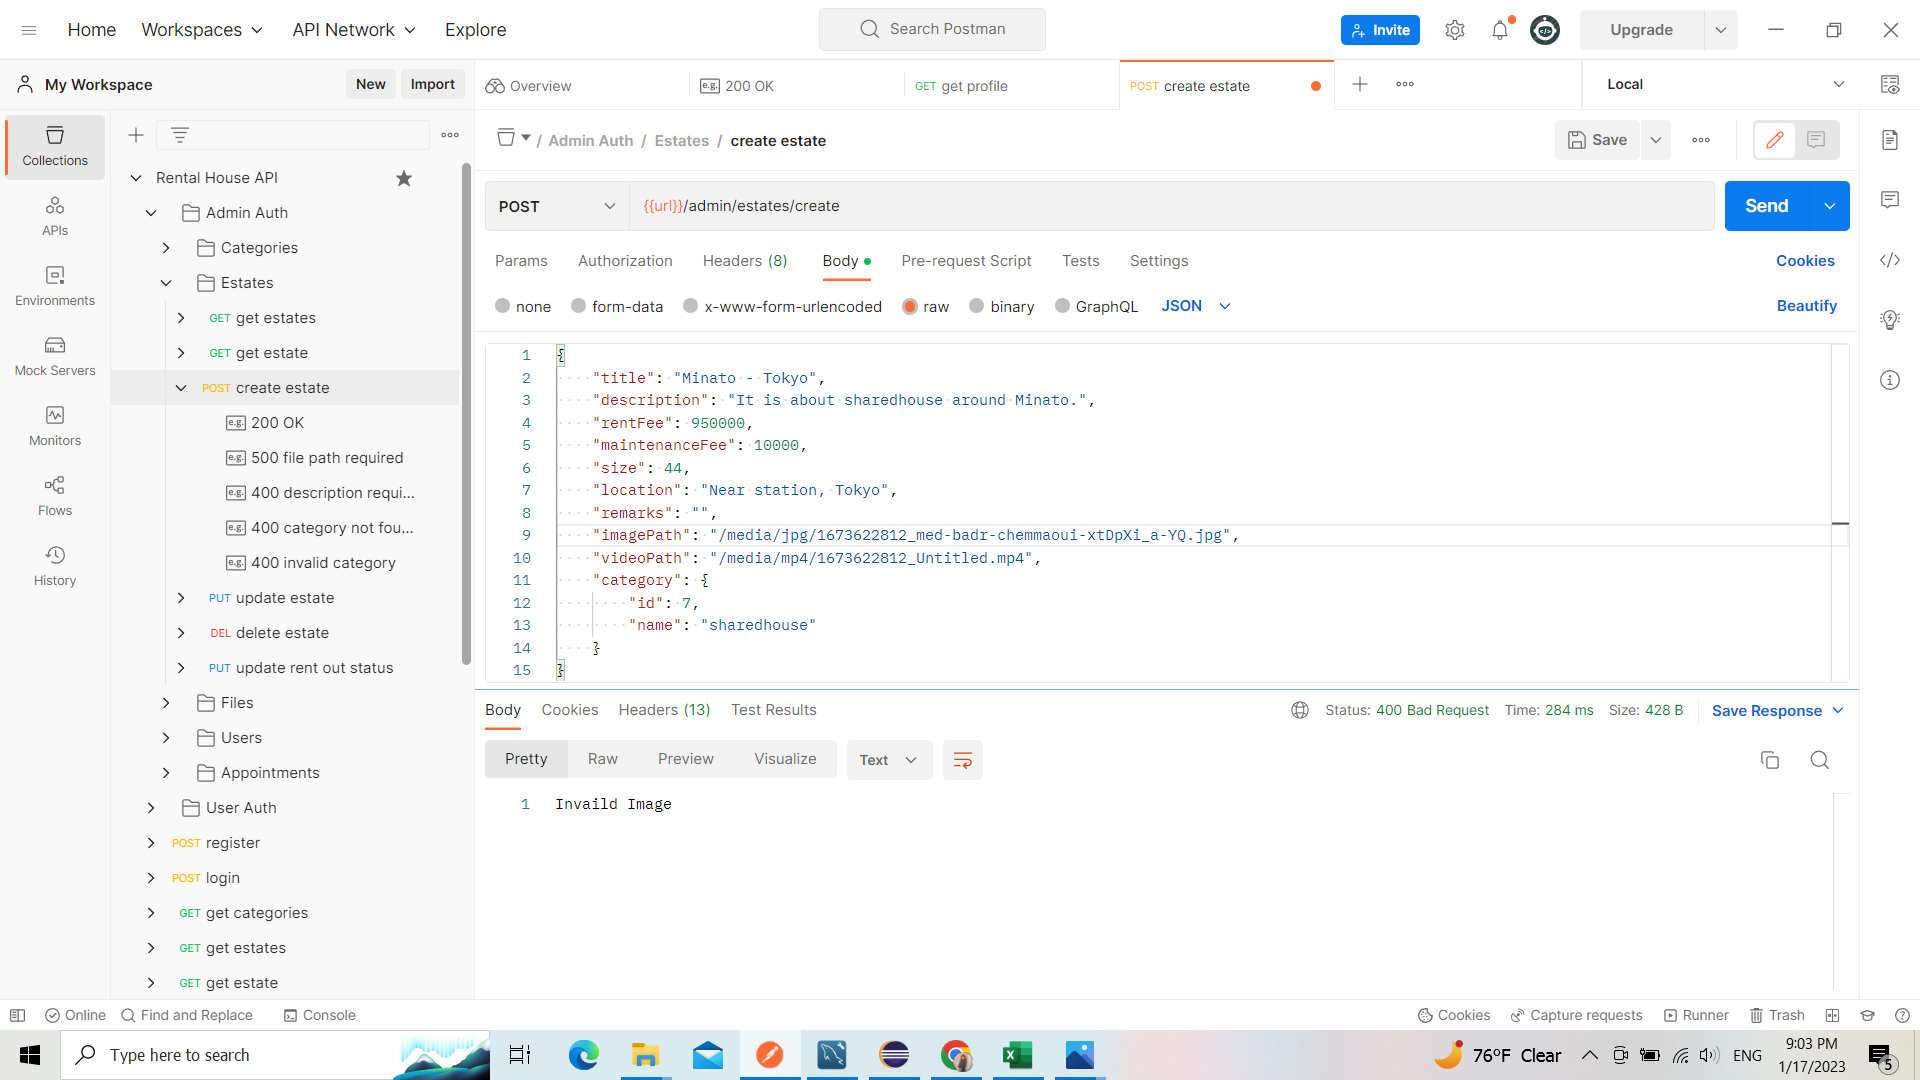 Home
Workspaces
API Network
Explore
Search Postman
Invite
Upgrade
My Workspace
New
Import
Overview
e.g. 200 OK
GET get profile
POST create estate
Local
Collections
APIs
Environments
Mock Servers
Monitors
Flows
History
Rental House API
Admin Auth
Categories
Estates
GET get estates
GET get estate
POST create estate
e.g. 200 OK
e.g. 500 file path required
e.g. 400 description requi...
e.g. 400 category not fou...
e.g. 400 invalid category
PUT update estate
DEL delete estate
PUT update rent out status
Files
Users
Appointments
User Auth
POST register
POST login
GET get categories
GET get estates
GET get estate
/ Admin Auth / Estates / create estate
Save
POST
{{url}}/admin/estates/create
Send
Params
Authorization
Headers (8)
Body
Pre-request Script
Tests
Settings
Cookies
none
form-data
x-www-form-urlencoded
raw
binary
GraphQL
JSON
Beautify
1 {
2 "title": "Minato - Tokyo",
3 "description": "It is about sharedhouse around Minato.",
4 "rentFee": 950000,
5 "maintenanceFee": 10000,
6 "size": 44,
7 "location": "Near station, Tokyo",
8 "remarks": "",
9 "imagePath": "/media/jpg/1673622812_med-badr-chemmaoui-xtDpXi_a-YQ.jpg",
10 "videoPath": "/media/mp4/1673622812_Untitled.mp4",
11 "category": {
12 "id": 7,
13 "name": "sharedhouse"
14 }
15 }
Body
Cookies
Headers (13)
Test Results
Status: 400 Bad Request
Time: 284 ms
Size: 428 B
Save Response
Pretty
Raw
Preview
Visualize
Text
1 Invaild Image
Online
Find and Replace
Console
Cookies
Capture requests
Runner
Trash
Type here to search
76°F Clear
ENG
9:03 PM
1/17/2023
5